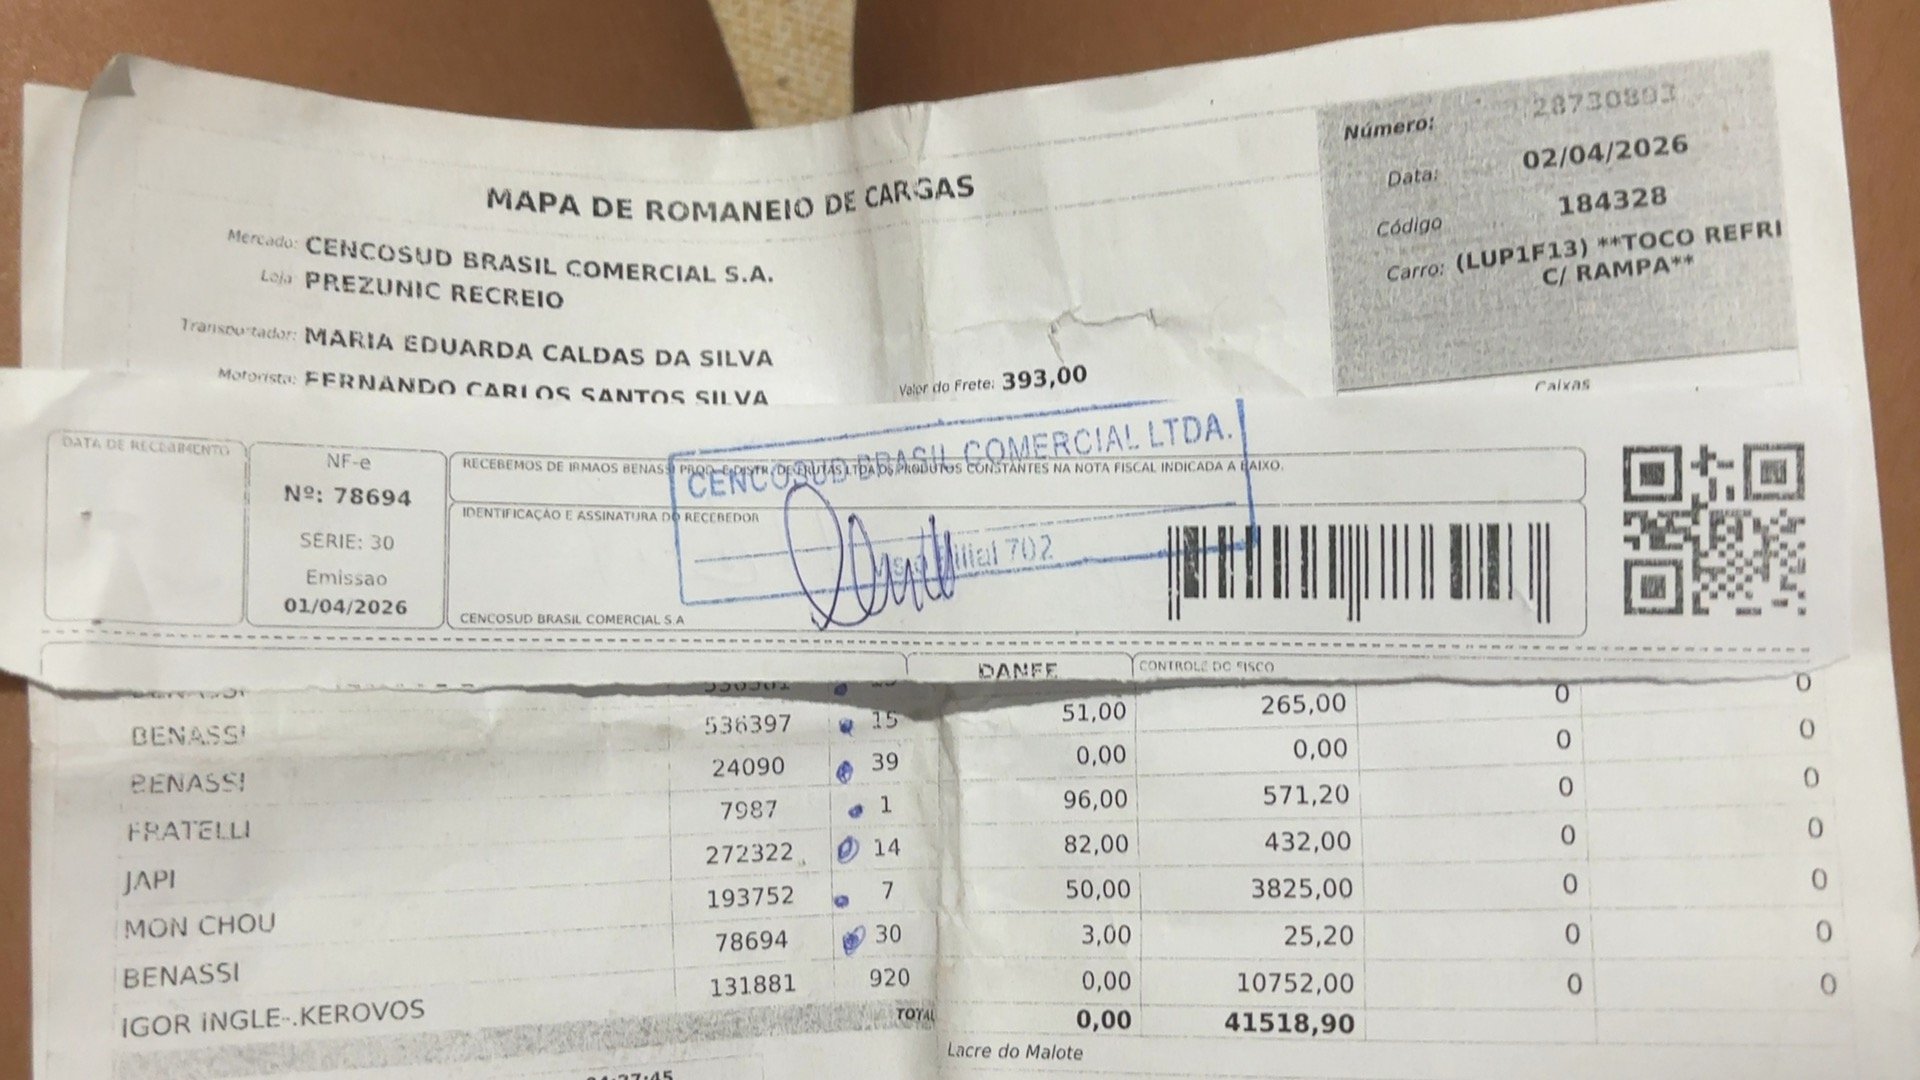 MAPA DE ROMANEIO DE CARGAS
Número: 28730803
Data: 02/04/2026
Código 184328
Carro: (LUP1F13) **TOCO REFRI
C/ RAMPA**
Mercado: CENCOSUD BRASIL COMERCIAL S.A.
Loja: PREZUNIC RECREIO
Transportador: MARIA EDUARDA CALDAS DA SILVA
Motorista: FERNANDO CARLOS SANTOS SILVA
Valor do Frete: 393,00
Caixas
DATA DE RECEBIMENTO
NF-e
Nº: 78694
SÉRIE: 30
Emissao
01/04/2026
RECEBEMOS DE IRMAOS BENASSI PROD. E DISTR. DE FRUTAS LTDA OS PRODUTOS CONSTANTES NA NOTA FISCAL INDICADA A BAIXO.
CENCOSUD BRASIL COMERCIAL LTDA.
IDENTIFICAÇÃO E ASSINATURA DO RECEBEDOR
Filial 702
CENCOSUD BRASIL COMERCIAL S.A
DANFE
CONTROLE DO FISCO
BENASSI 0 0
BENASSI 536397 15 51,00 265,00 0 0
BENASSI 24090 39 0,00 0,00 0 0
FRATELLI 7987 1 96,00 571,20 0 0
JAPI 272322 14 82,00 432,00 0 0
MON CHOU 193752 7 50,00 3825,00 0 0
BENASSI 78694 30 3,00 25,20 0 0
IGOR INGLE-.KEROVOS 131881 920 0,00 10752,00 0 0
TOTAL 0,00 41518,90
Lacre do Malote